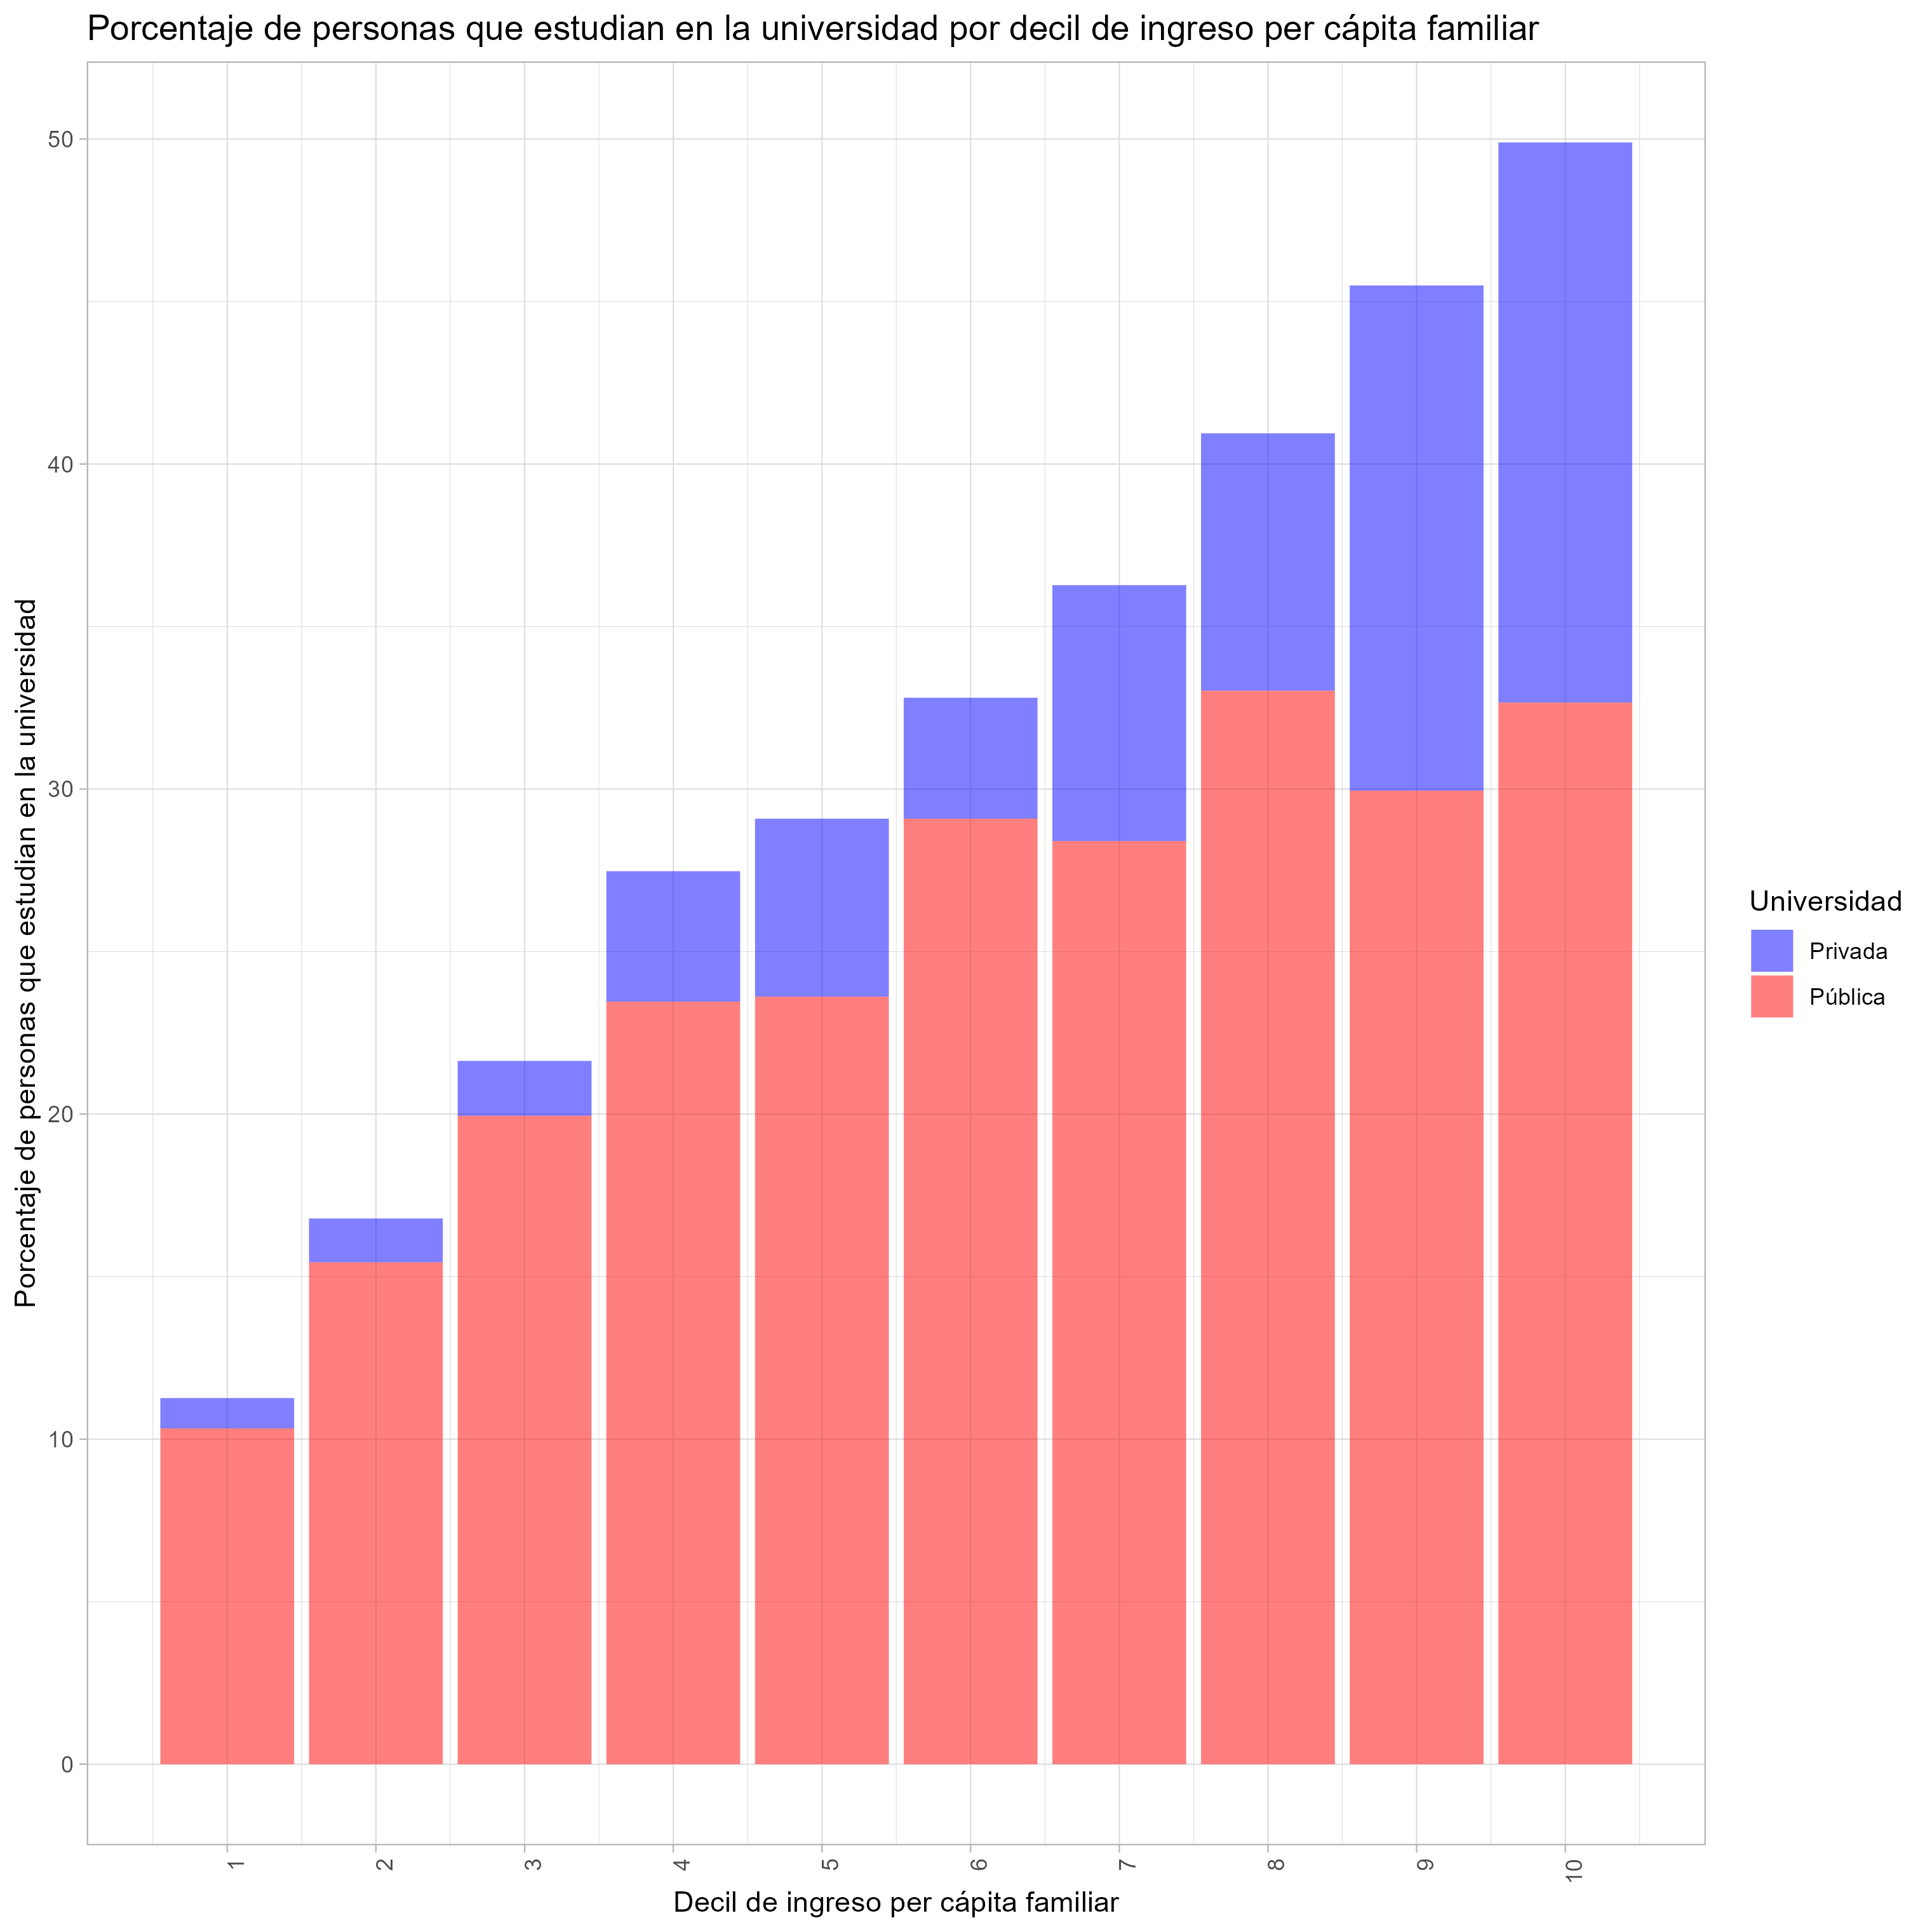 Porcentaje de personas que estudian en la universidad por decil de ingreso per cápita familiar
Porcentaje de personas que estudian en la universidad
50
40
30
20
10
0
1 2 3 4 5 6 7 8 9 10
Decil de ingreso per cápita familiar
Universidad
Privada
Pública